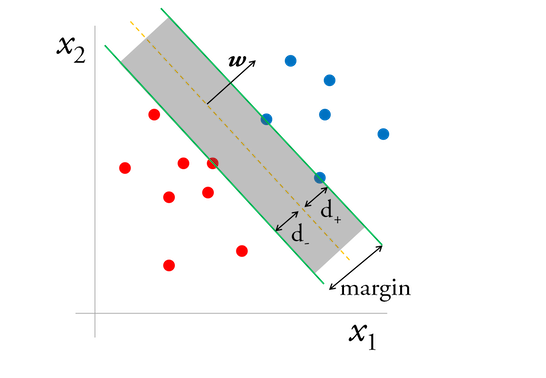 x₂
w
d₊
d₋
margin
x₁